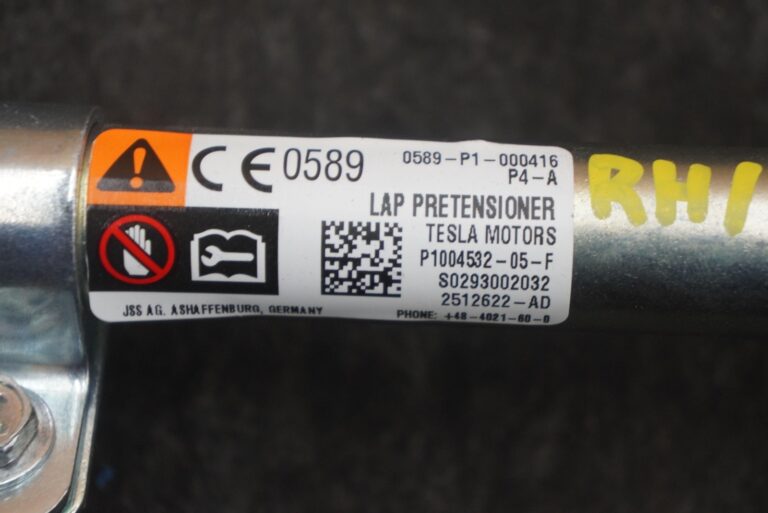 CE 0589
0589-P1-000416
P4-A
LAP PRETENSIONER
TESLA MOTORS
P1004532-05-F
S0293002032
2512622-AD
JSS AG. ASHAFFENBURG, GERMANY
PHONE: +48-4021-60-0
RH1